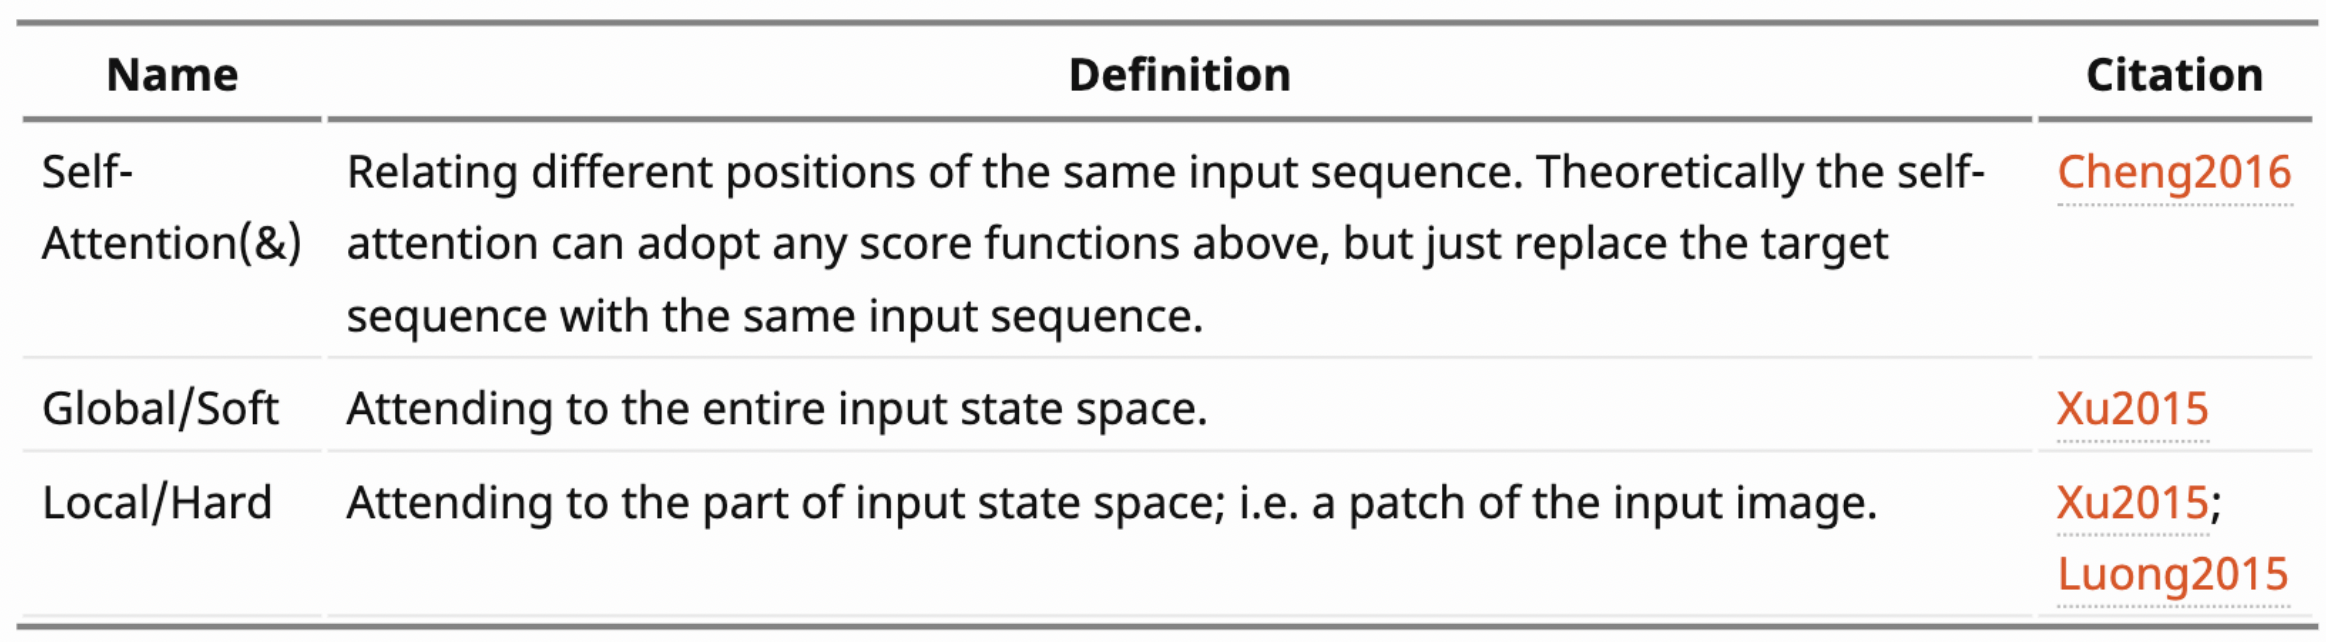 Name Definition Citation
Self- Relating different positions of the same input sequence. Theoretically the self- Cheng2016
Attention(&) attention can adopt any score functions above, but just replace the target
sequence with the same input sequence.
Global/Soft Attending to the entire input state space. Xu2015
Local/Hard Attending to the part of input state space; i.e. a patch of the input image. Xu2015;
Luong2015